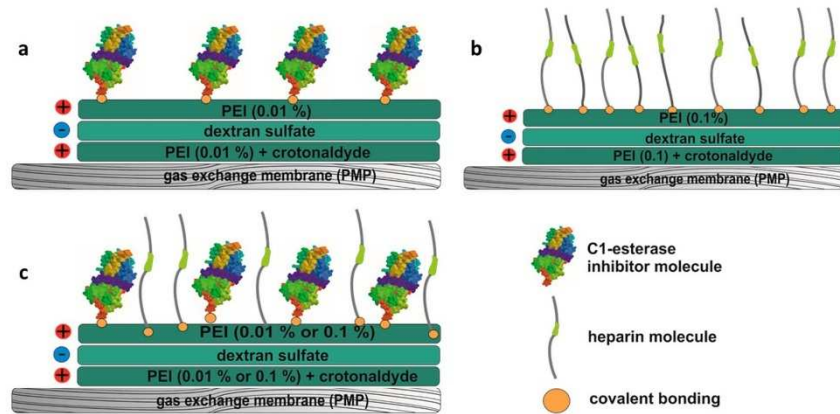 a
+
PEI (0.01 %)
-
dextran sulfate
+
PEI (0.01 %) + crotonaldyde
gas exchange membrane (PMP)
b
+
PEI (0.1%)
-
dextran sulfate
+
PEI (0.1) + crotonaldyde
gas exchange membrane (PMP)
c
+
PEI (0.01 % or 0.1 %)
-
dextran sulfate
+
PEI (0.01 % or 0.1 %) + crotonaldyde
gas exchange membrane (PMP)
C1-esterase
inhibitor molecule
heparin molecule
covalent bonding